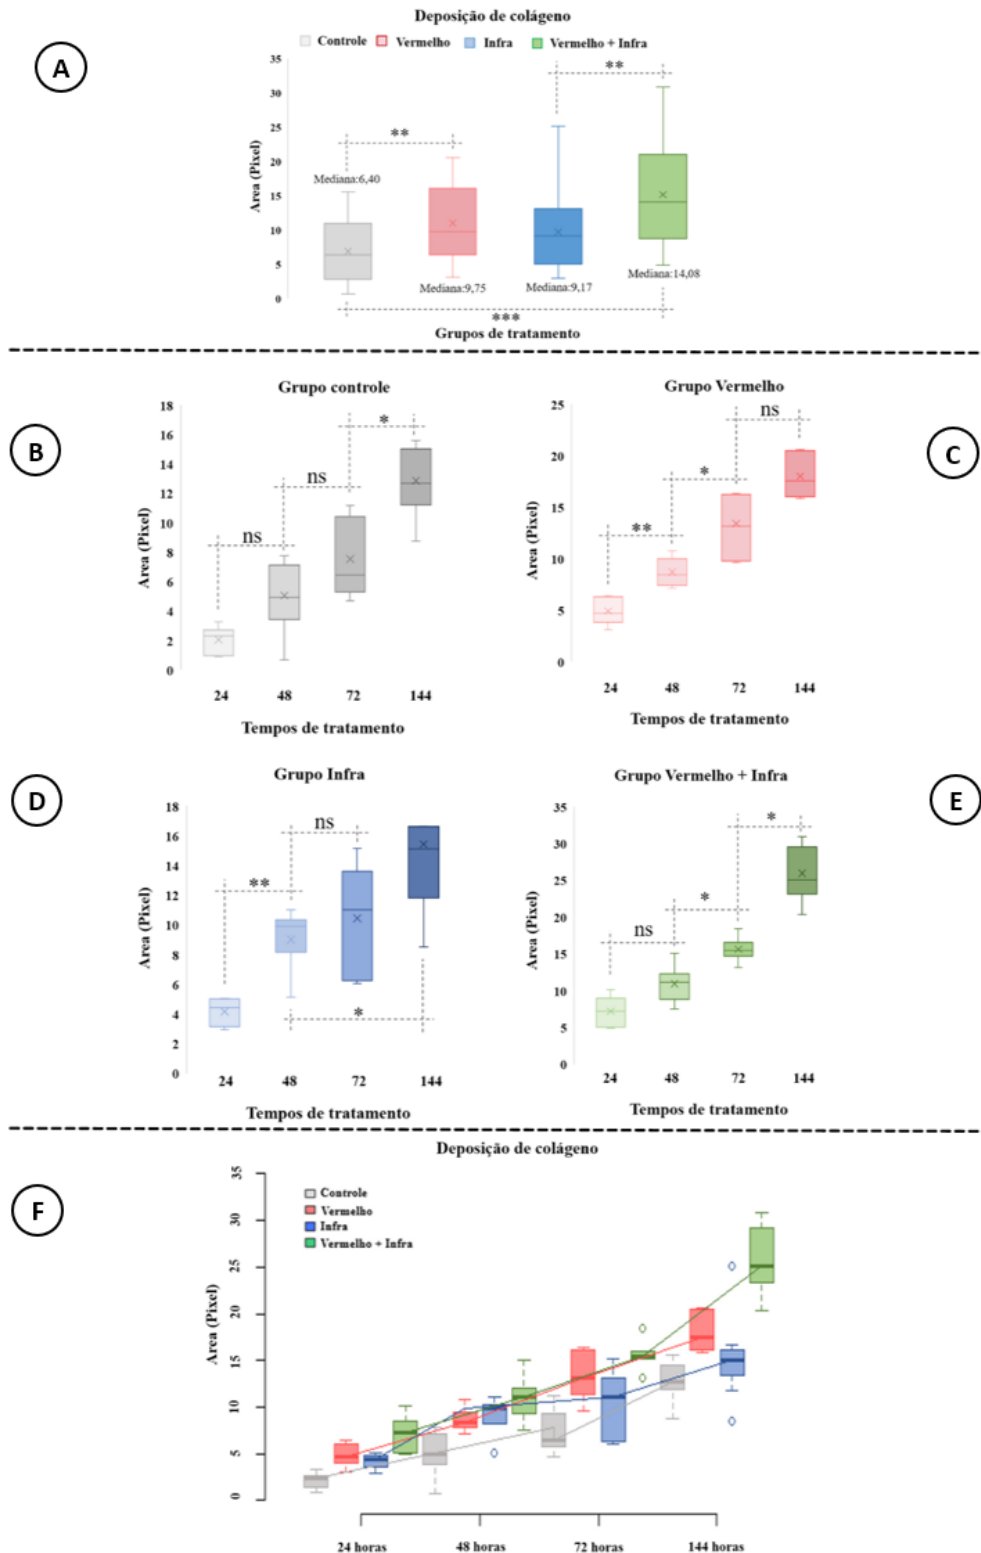 Deposição de colágeno
Controle Vermelho Infra Vermelho + Infra
A
35
30
25
20
15
10
5
0
Area (Pixel)
**
**
Mediana:6,40
Mediana:9,75
Mediana:9,17
Mediana:14,08
***
Grupos de tratamento
Grupo controle
B
18
16
14
12
10
8
6
4
2
0
Area (Pixel)
ns
ns
*
24 48 72 144
Tempos de tratamento
Grupo Vermelho
C
25
20
15
10
5
0
Area (Pixel)
**
*
ns
24 48 72 144
Tempos de tratamento
Grupo Infra
D
18
16
14
12
10
8
6
4
2
0
Area (Pixel)
**
ns
*
24 48 72 144
Tempos de tratamento
Grupo Vermelho + Infra
E
35
30
25
20
15
10
5
0
Area (Pixel)
ns
*
*
24 48 72 144
Tempos de tratamento
Deposição de colágeno
F
35
30
25
20
15
10
5
0
Area (Pixel)
Controle
Vermelho
Infra
Vermelho + Infra
24 horas 48 horas 72 horas 144 horas